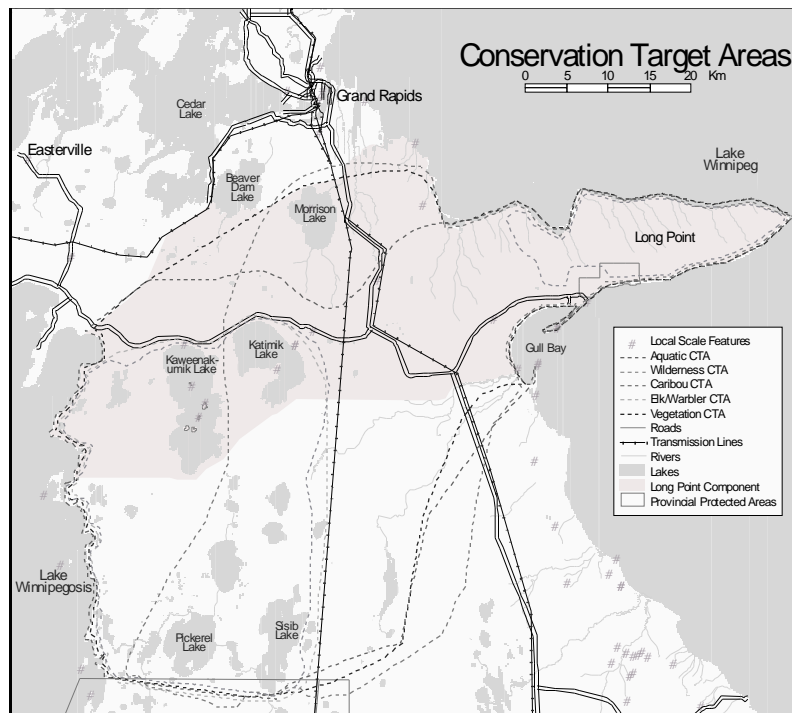 Conservation Target Areas
0 5 10 15 20 Km
Cedar
Lake
Grand Rapids
Easterville
Lake
Winnipeg
Beaver
Dam
Lake
Morrison
Lake
Long Point
Gull Bay
Katimik
Lake
Kaweenak-
umik Lake
# Local Scale Features
Aquatic CTA
Wilderness CTA
Caribou CTA
Elk/Warbler CTA
Vegetation CTA
Roads
Transmission Lines
Rivers
Lakes
Long Point Component
Provincial Protected Areas
Lake
Winnipegosis
Pickerel
Lake
Sisib
Lake